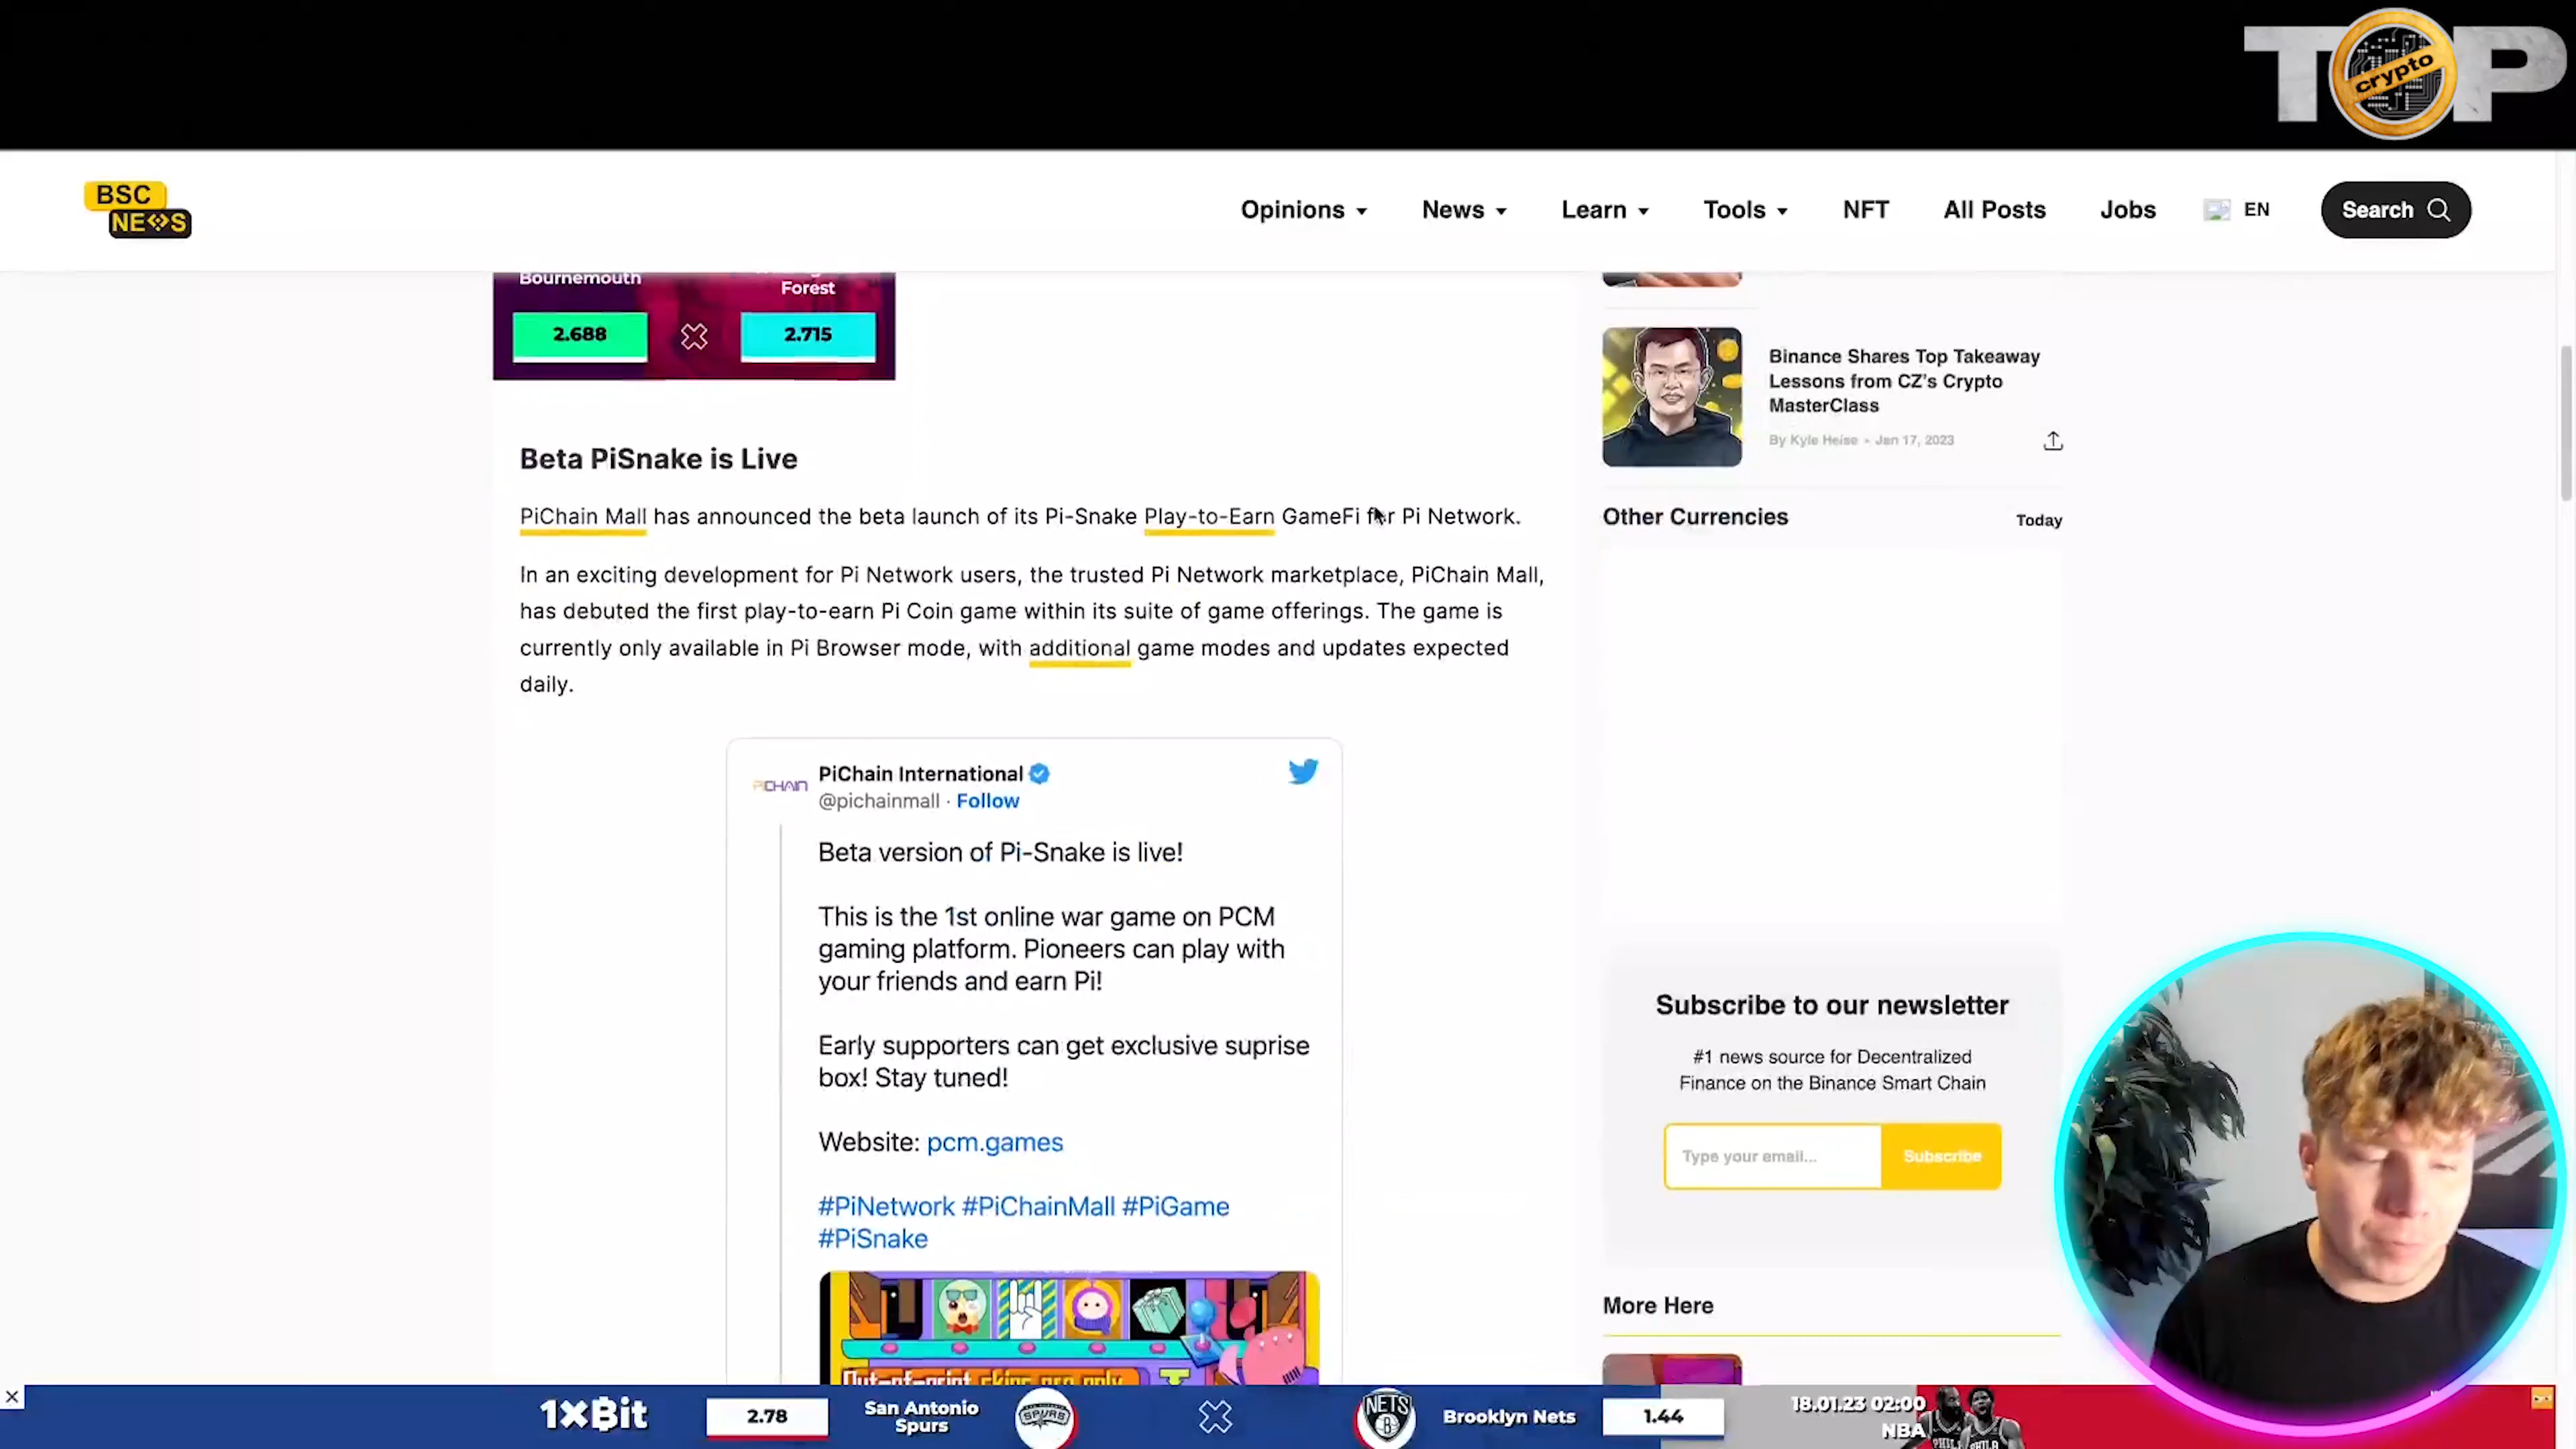 TOP
crypto
BSC
NEWS
Opinions
News
Learn
Tools
NFT
All Posts
Jobs
EN
Search
Bournemouth
Forest
2.688
2.715
Binance Shares Top Takeaway
Lessons from CZ's Crypto
MasterClass
By Kyle Heise • Jan 17, 2023
Beta PiSnake is Live
PiChain Mall has announced the beta launch of its Pi-Snake Play-to-Earn GameFi for Pi Network.
In an exciting development for Pi Network users, the trusted Pi Network marketplace, PiChain Mall,
has debuted the first play-to-earn Pi Coin game within its suite of game offerings. The game is
currently only available in Pi Browser mode, with additional game modes and updates expected
daily.
Other Currencies
Today
PICHAIN
PiChain International
@pichainmall · Follow
Beta version of Pi-Snake is live!
This is the 1st online war game on PCM
gaming platform. Pioneers can play with
your friends and earn Pi!
Early supporters can get exclusive suprise
box! Stay tuned!
Website: pcm.games
#PiNetwork #PiChainMall #PiGame
#PiSnake
Out-of-print skins are only
Subscribe to our newsletter
#1 news source for Decentralized
Finance on the Binance Smart Chain
Type your email...
Subscribe
More Here
1XBit
2.78
San Antonio
Spurs
SPURS
NETS
B
Brooklyn Nets
1.44
18.01.23 02:00
NBA